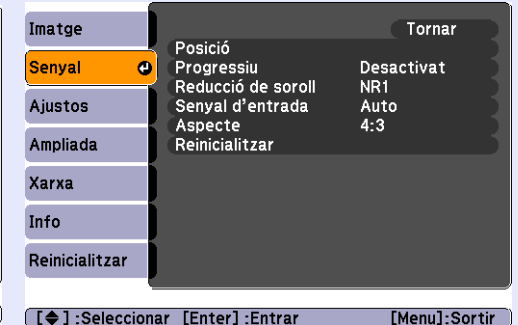 Imatge
Senyal
Ajustos
Ampliada
Xarxa
Info
Reinicialitzar
Tornar
Posició
Progressiu Desactivat
Reducció de soroll NR1
Senyal d'entrada Auto
Aspecte 4:3
Reinicialitzar
[ ] :Seleccionar [Enter] :Entrar [Menu]:Sortir